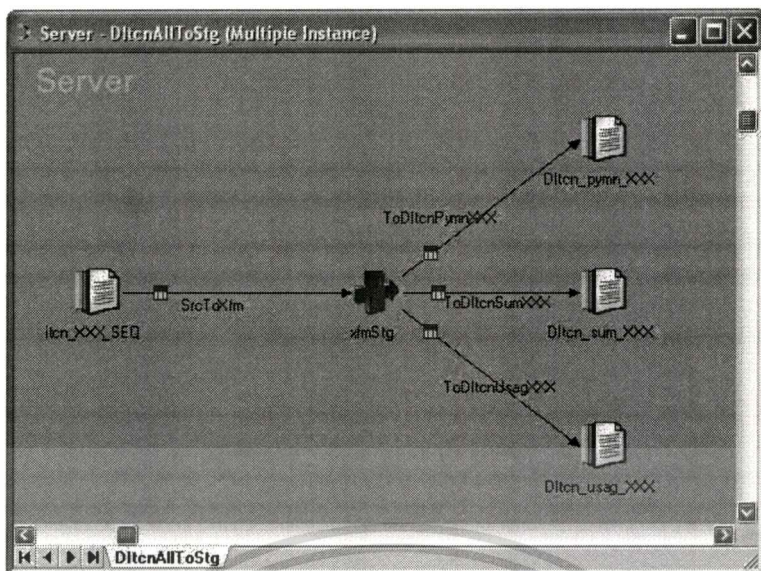 Server - DltcnAllToStg (Multiple Instance)
Server
Dltcn_pymn_XXX
ToDltcnPymnXXX
SrcToXfm
ltcn_XXX_SEQ
xfmStg
ToDltcnSumXXX
Dltcn_sum_XXX
ToDltcnUsagXXX
Dltcn_usag_XXX
DltcnAllToStg